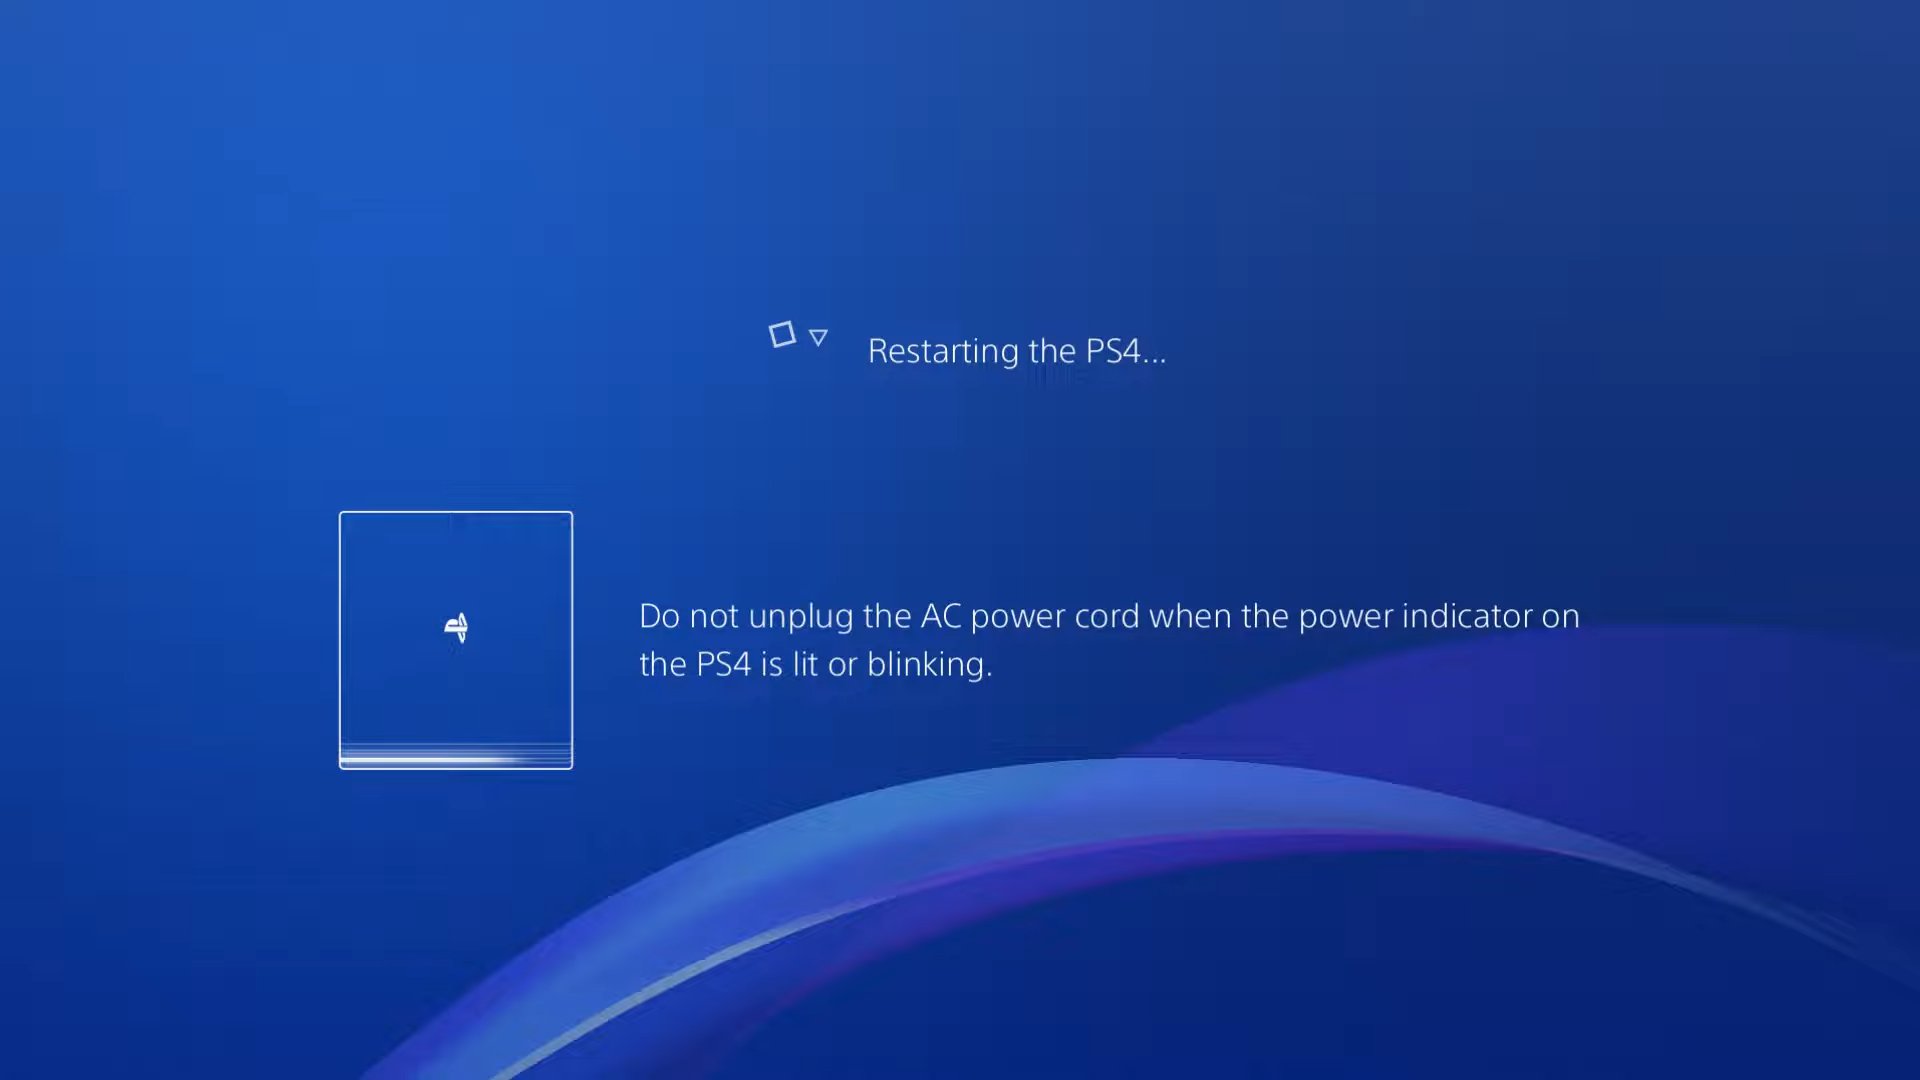 Restarting the PS4...
Do not unplug the AC power cord when the power indicator on
the PS4 is lit or blinking.